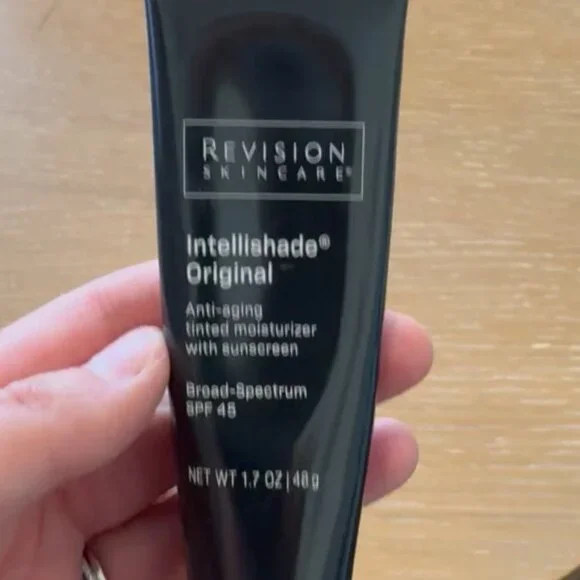 REVISION
SKINCARE®
Intellishade®
Original
Anti-aging
tinted moisturizer
with sunscreen
Broad-Spectrum
SPF 45
NET WT 1.7 OZ | 48 g